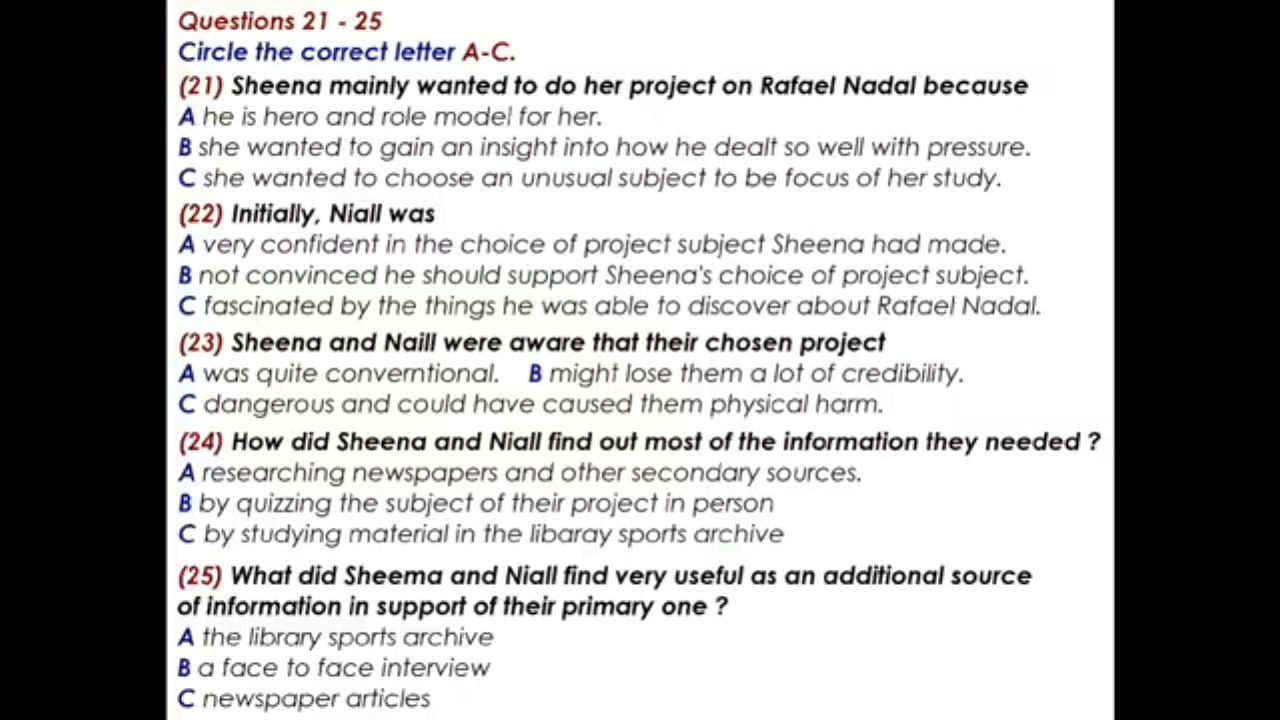 Questions 21 - 25
Circle the correct letter A-C.
(21) Sheena mainly wanted to do her project on Rafael Nadal because
A he is hero and role model for her.
B she wanted to gain an insight into how he dealt so well with pressure.
C she wanted to choose an unusual subject to be focus of her study.
(22) Initially, Niall was
A very confident in the choice of project subject Sheena had made.
B not convinced he should support Sheena's choice of project subject.
C fascinated by the things he was able to discover about Rafael Nadal.
(23) Sheena and Naill were aware that their chosen project
A was quite converntional. B might lose them a lot of credibility.
C dangerous and could have caused them physical harm.
(24) How did Sheena and Niall find out most of the information they needed ?
A researching newspapers and other secondary sources.
B by quizzing the subject of their project in person
C by studying material in the libaray sports archive
(25) What did Sheema and Niall find very useful as an additional source
of information in support of their primary one ?
A the library sports archive
B a face to face interview
C newspaper articles